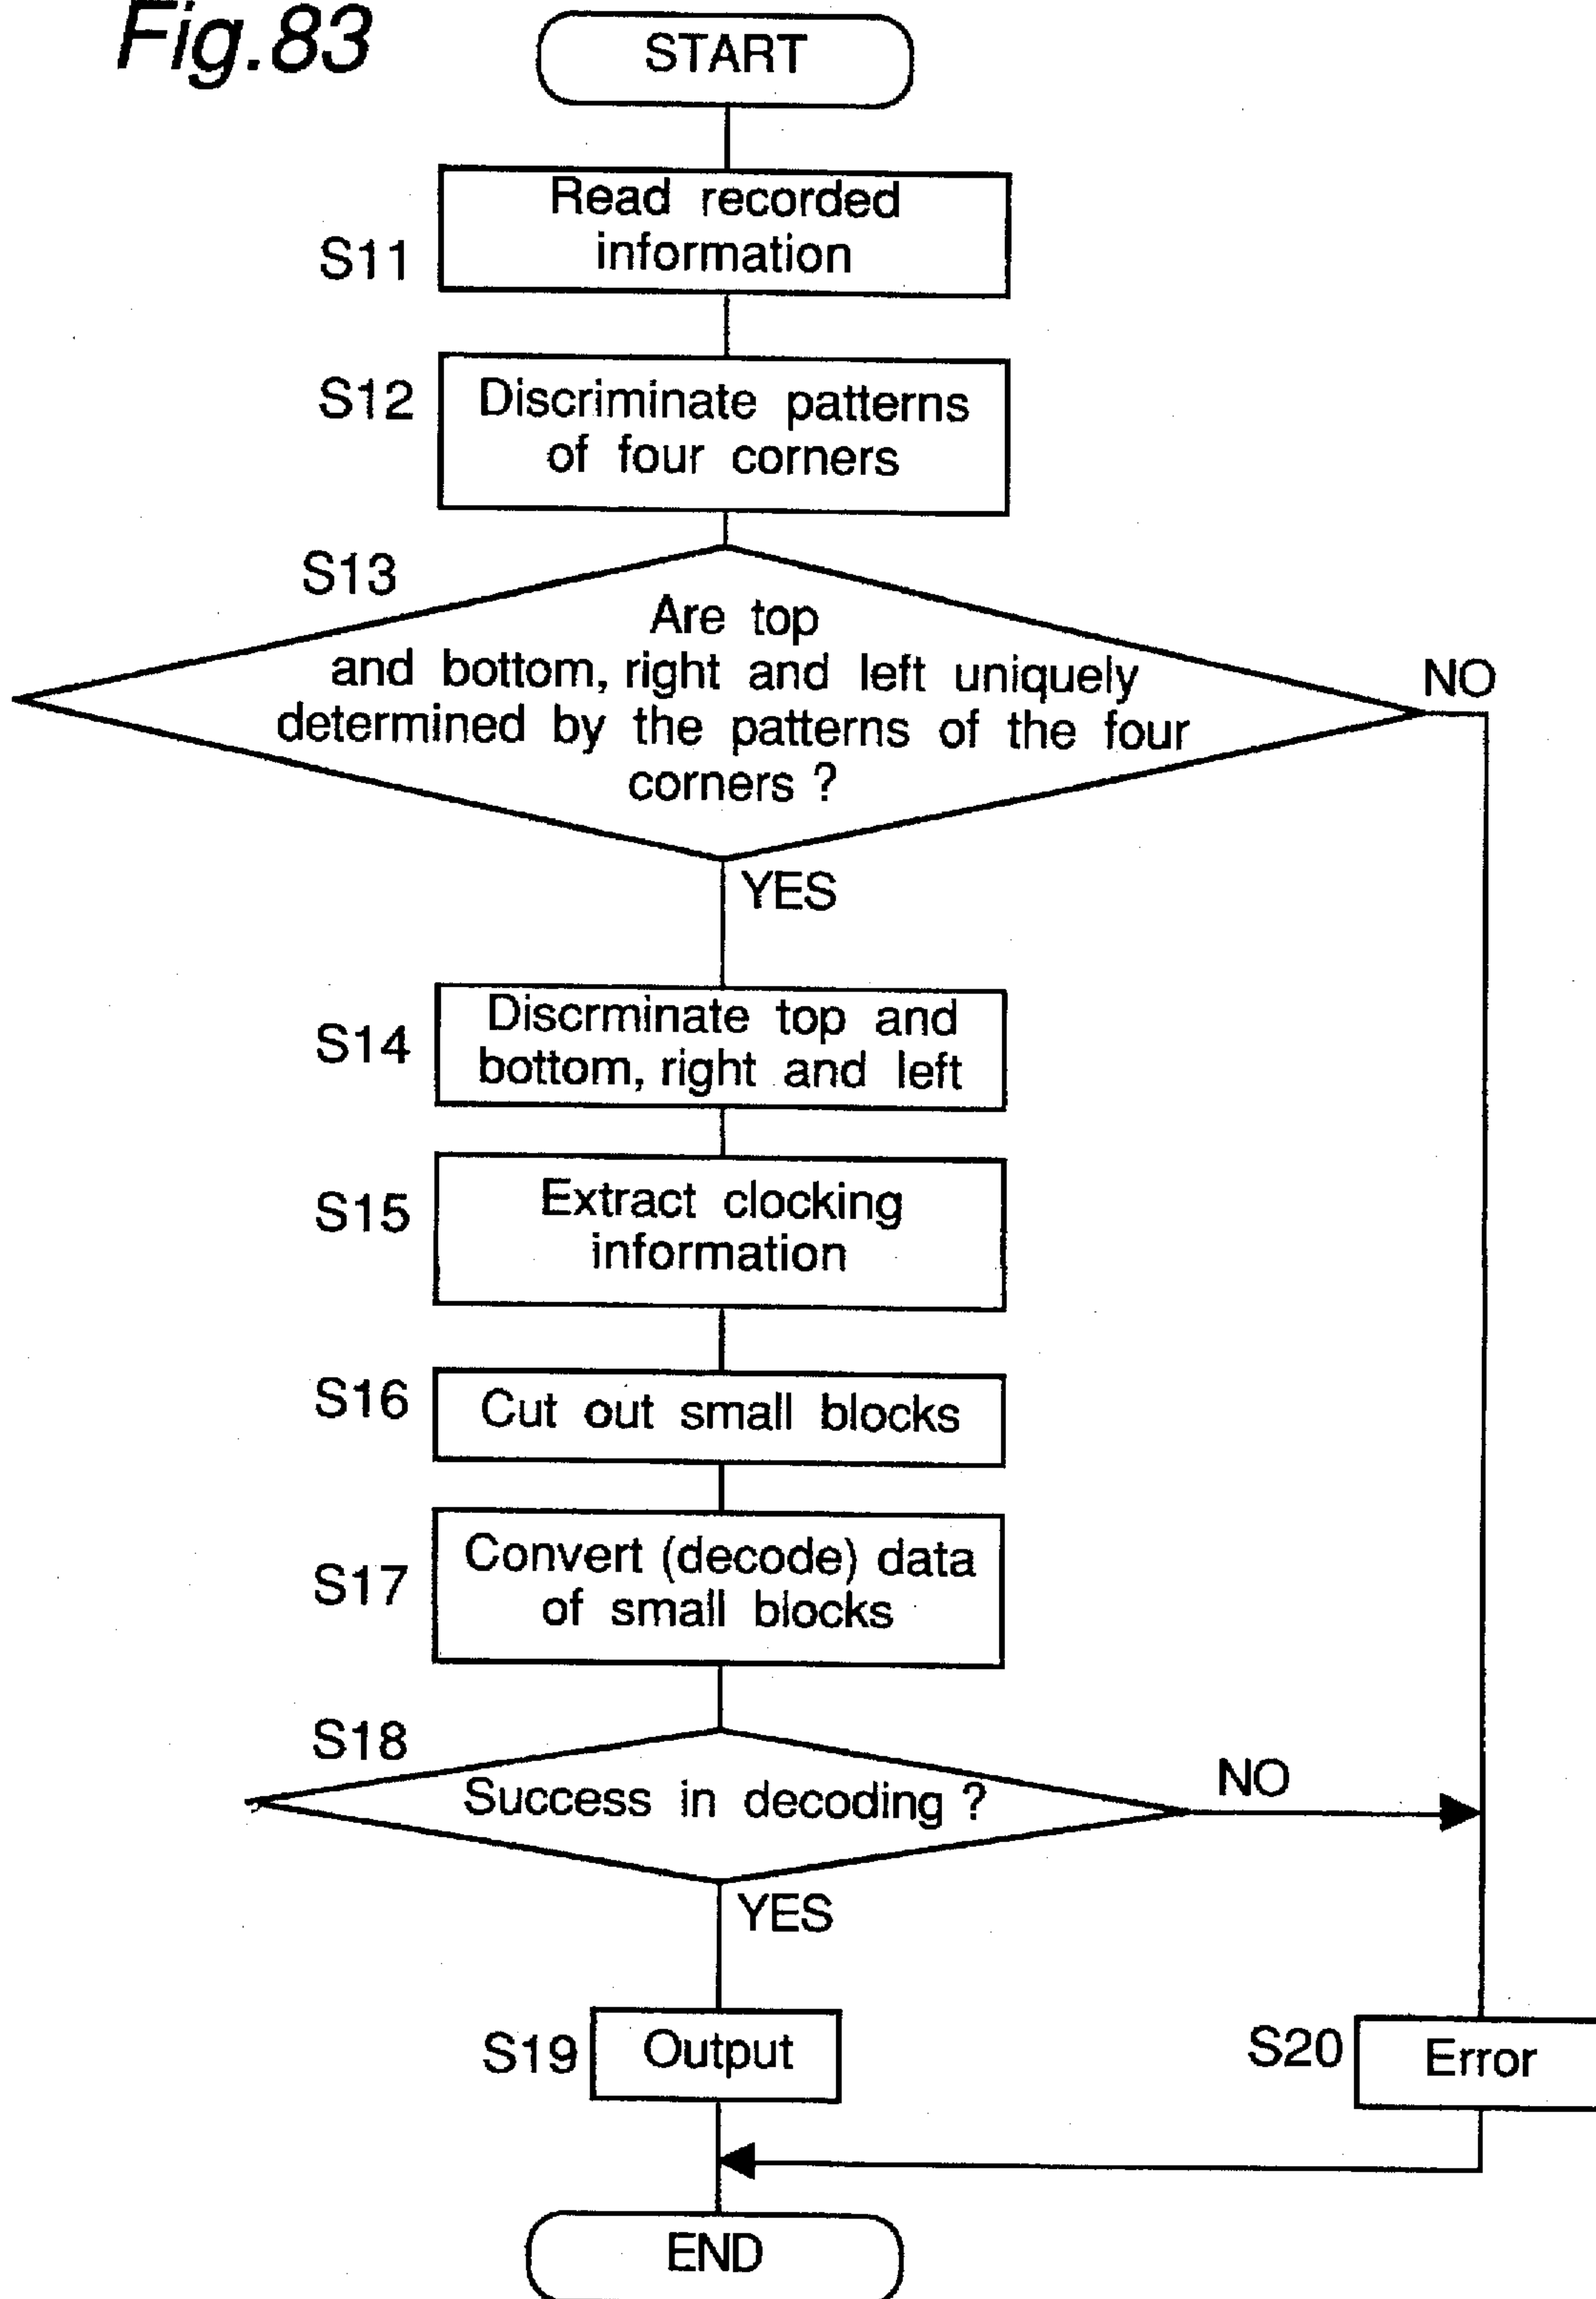 Fig.83
START
S11
Read recorded
information
S12
Discriminate patterns
of four corners
S13
Are top
and bottom, right and left uniquely
determined by the patterns of the four
corners ?
NO
YES
S14
Discrminate top and
bottom, right and left
S15
Extract clocking
information
S16
Cut out small blocks
S17
Convert (decode) data
of small blocks
S18
Success in decoding ?
NO
YES
S19
Output
S20
Error
END